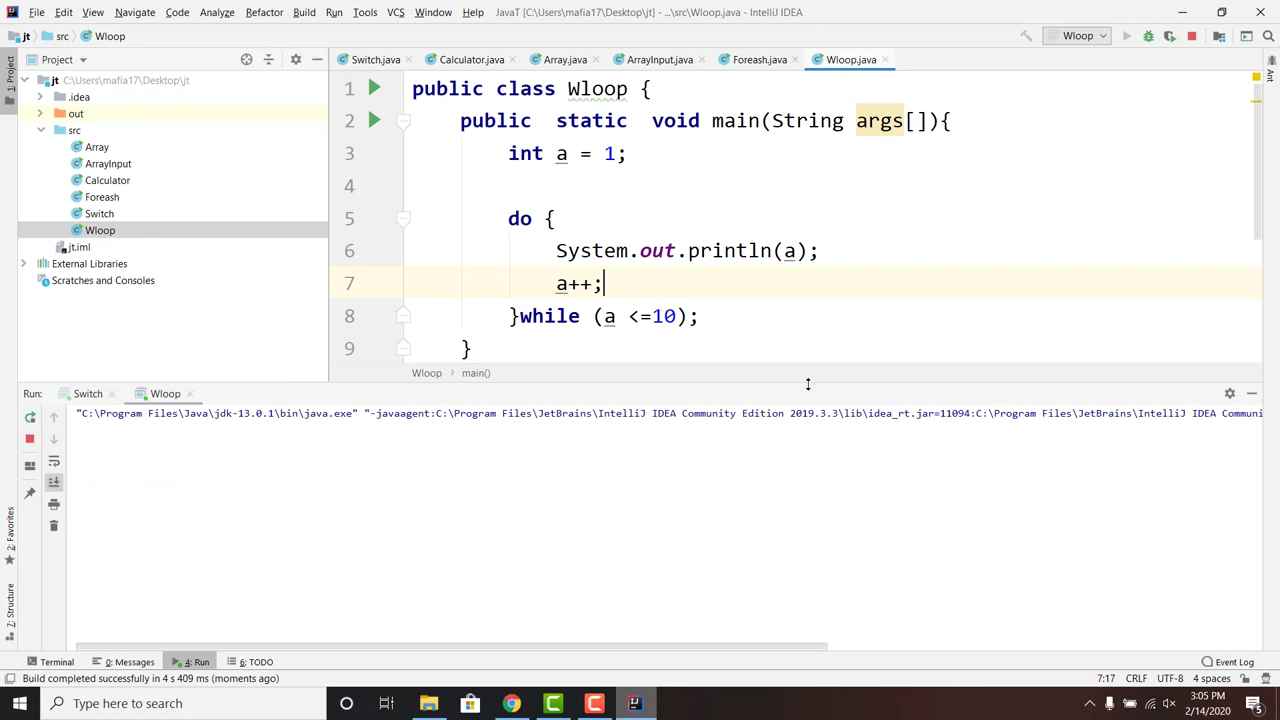 File Edit View Navigate Code Analyze Refactor Build Run Tools VCS Window Help JavaT [C:\Users\mafia17\Desktop\jt] - ...\src\Wloop.java - IntelliJ IDEA
jt src Wloop Wloop
Project Switch.java Calculator.java Array.java ArrayInput.java Foreash.java Wloop.java
1: Project
Ant
jt C:\Users\mafia17\Desktop\jt
.idea
out
src
Array
ArrayInput
Calculator
Foreash
Switch
Wloop
jt.iml
External Libraries
Scratches and Consoles
1 public class Wloop {
2 public static void main(String args[]){
3 int a = 1;
4
5 do {
6 System.out.println(a);
7 a++;
8 }while (a <=10);
9 }
Wloop main()
Run: Switch Wloop
"C:\Program Files\Java\jdk-13.0.1\bin\java.exe" "-javaagent:C:\Program Files\JetBrains\IntelliJ IDEA Community Edition 2019.3.3\lib\idea_rt.jar=11094:C:\Program Files\JetBrains\IntelliJ IDEA Communi
2: Favorites
7: Structure
Terminal 0: Messages 4: Run 6: TODO Event Log
Build completed successfully in 4 s 409 ms (moments ago) 7:17 CRLF UTF-8 4 spaces
Type here to search
3:05 PM
2/14/2020
5